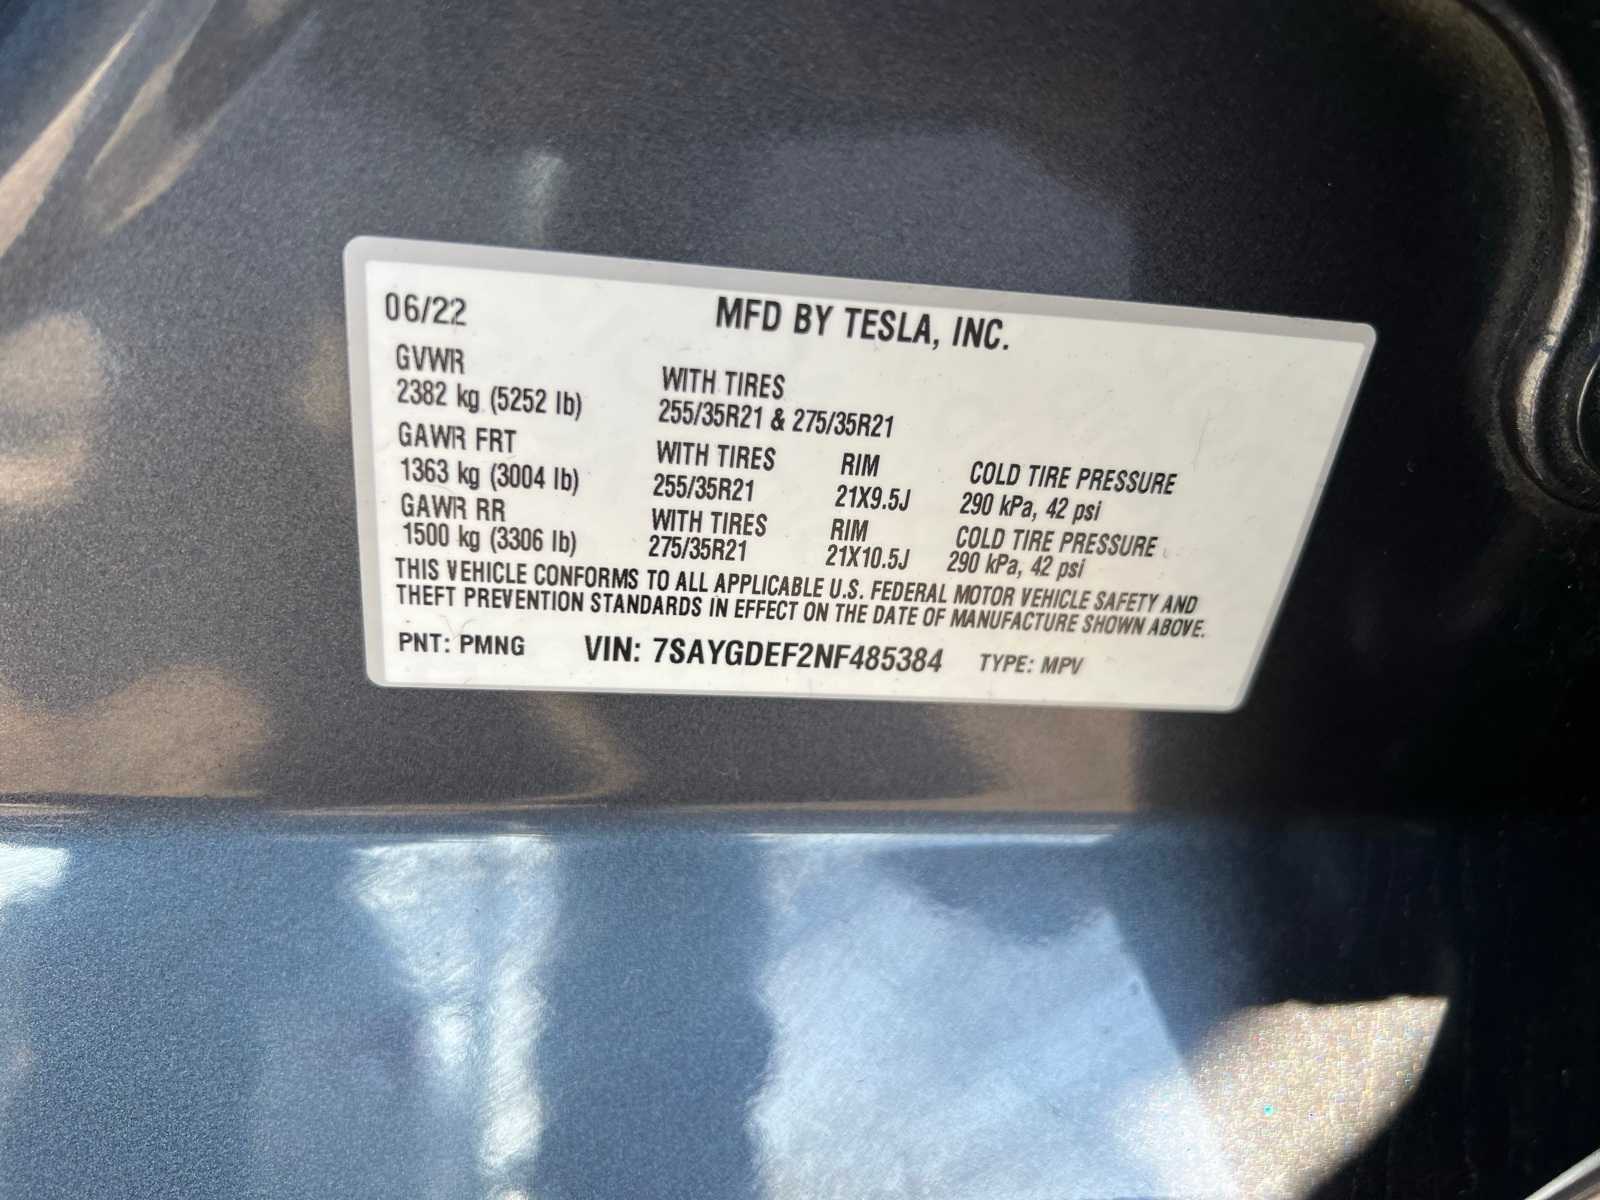 06/22 MFD BY TESLA, INC.
GVWR WITH TIRES
2382 kg (5252 lb) 255/35R21 & 275/35R21
GAWR FRT WITH TIRES RIM COLD TIRE PRESSURE
1363 kg (3004 lb) 255/35R21 21X9.5J 290 kPa, 42 psi
GAWR RR WITH TIRES RIM COLD TIRE PRESSURE
1500 kg (3306 lb) 275/35R21 21X10.5J 290 kPa, 42 psi
THIS VEHICLE CONFORMS TO ALL APPLICABLE U.S. FEDERAL MOTOR VEHICLE SAFETY AND
THEFT PREVENTION STANDARDS IN EFFECT ON THE DATE OF MANUFACTURE SHOWN ABOVE.
PNT: PMNG VIN: 7SAYGDEF2NF485384 TYPE: MPV